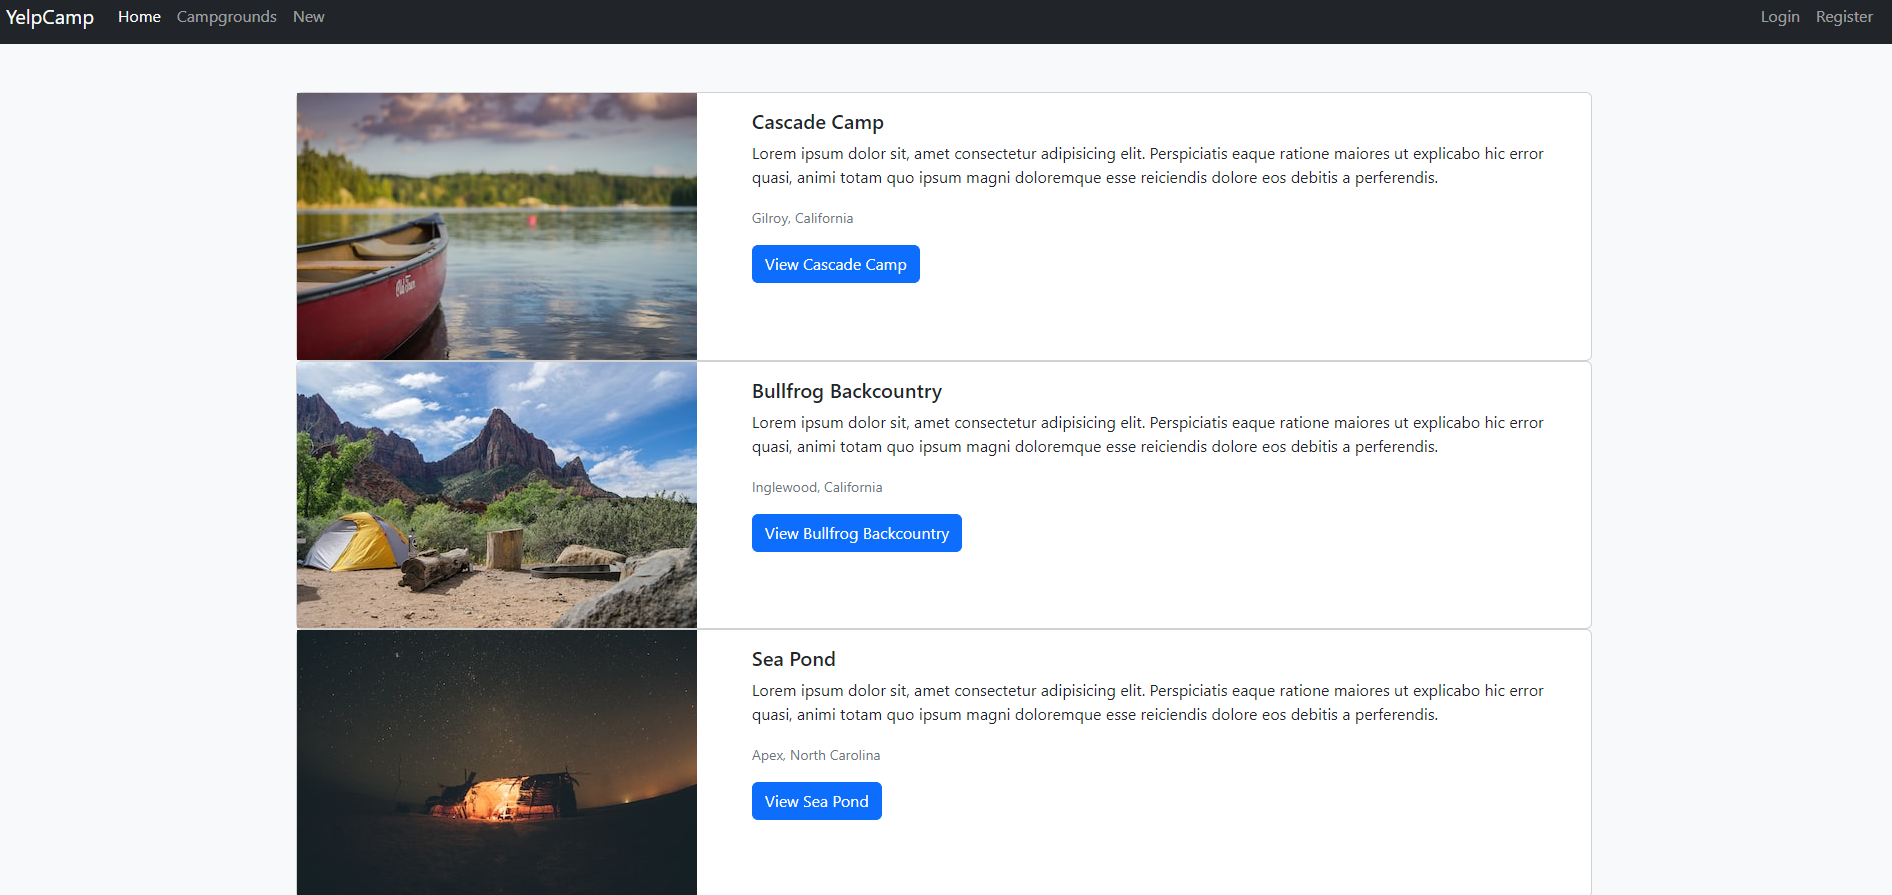 YelpCamp Home Campgrounds New Login Register
Cascade Camp
Lorem ipsum dolor sit, amet consectetur adipisicing elit. Perspiciatis eaque ratione maiores ut explicabo hic error
quasi, animi totam quo ipsum magni doloremque esse reiciendis dolore eos debitis a perferendis.
Gilroy, California
View Cascade Camp
Old Town
Bullfrog Backcountry
Lorem ipsum dolor sit, amet consectetur adipisicing elit. Perspiciatis eaque ratione maiores ut explicabo hic error
quasi, animi totam quo ipsum magni doloremque esse reiciendis dolore eos debitis a perferendis.
Inglewood, California
View Bullfrog Backcountry
Sea Pond
Lorem ipsum dolor sit, amet consectetur adipisicing elit. Perspiciatis eaque ratione maiores ut explicabo hic error
quasi, animi totam quo ipsum magni doloremque esse reiciendis dolore eos debitis a perferendis.
Apex, North Carolina
View Sea Pond